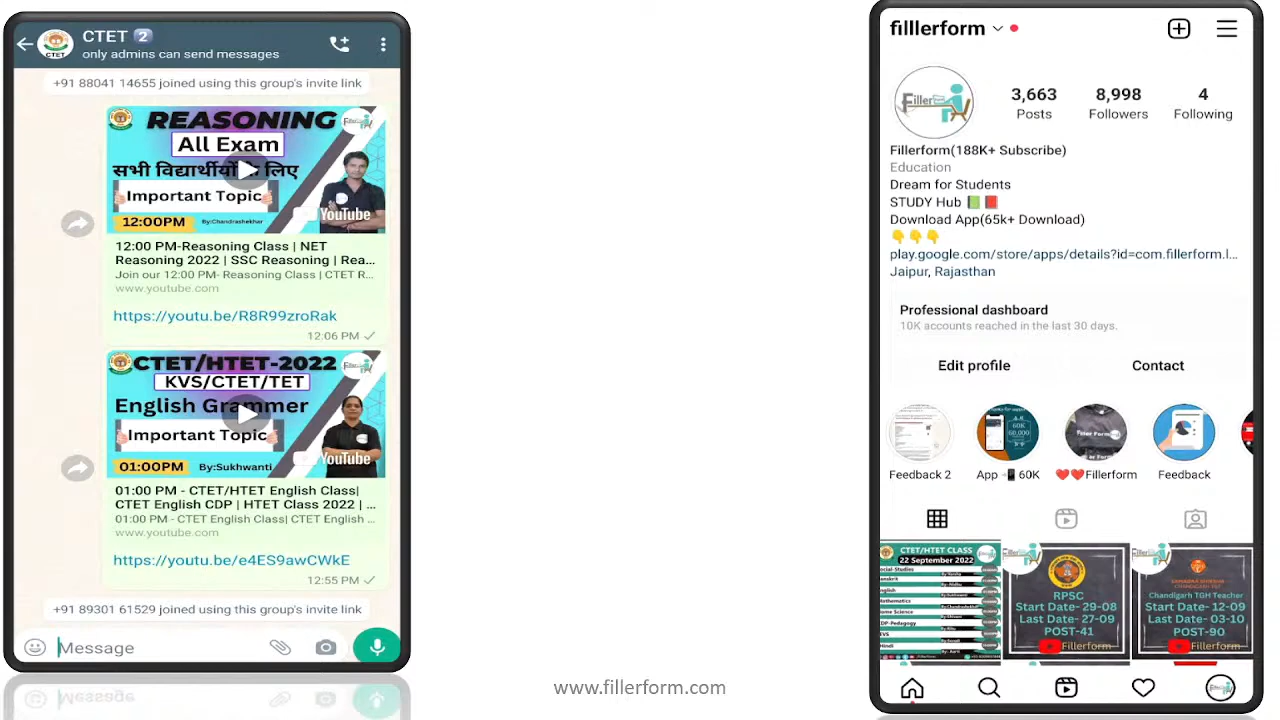 CTET 2
only admins can send messages
+91 88041 14655 joined using this group's invite link
REASONING
All Exam
सभी विद्यार्थीयों के लिए
Important Topic
YouTube
12:00PM
By:Chandrashekhar
12:00 PM-Reasoning Class | NET
Reasoning 2022 | SSC Reasoning | Rea...
Join our 12:00 PM- Reasoning Class | CTET R...
www.youtube.com
https://youtu.be/R8R99zroRak
12:06 PM
CTET/HTET-2022
KVS/CTET/TET
English Grammer
Important Topic
YouTube
01:00PM
By:Sukhwanti
01:00 PM - CTET/HTET English Class|
CTET English CDP | HTET Class 2022 | ...
01:00 PM - CTET English Class| CTET English ...
www.youtube.com
https://youtu.be/e4ES9awCWkE
12:55 PM
+91 89301 61529 joined using this group's invite link
Message
www.fillerform.com
filllerform
3,663
Posts
8,998
Followers
4
Following
Fillerform(188K+ Subscribe)
Education
Dream for Students
STUDY Hub
Download App(65k+ Download)
play.google.com/store/apps/details?id=com.fillerform.l...
Jaipur, Rajasthan
Professional dashboard
10K accounts reached in the last 30 days.
Edit profile
Contact
Feedback 2
App 60K
Fillerform
Feedback
CTET/HTET CLASS
22 September 2022
RPSC
Start Date- 29-08
Last Date- 27-09
POST-41
Fillerform
Chandigarh TGH Teacher
Start Date- 12-09
Last Date- 03-10
POST-90
Fillerform